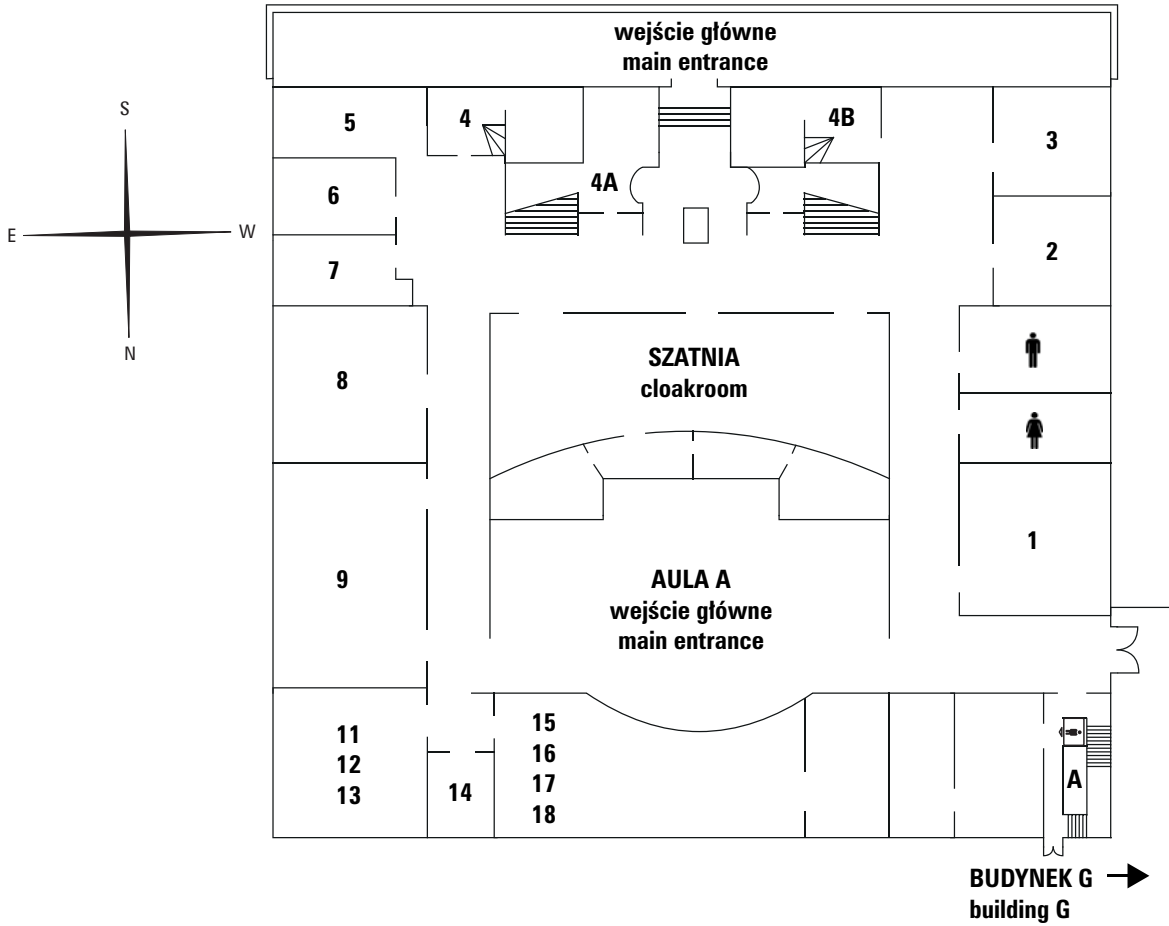 wejście główne
main entrance
S
E
W
N
5
4
4B
3
6
4A
7
2
8
SZATNIA
cloakroom
9
1
AULA A
wejście główne
main entrance
11
12
13
14
15
16
17
18
A
BUDYNEK G
building G